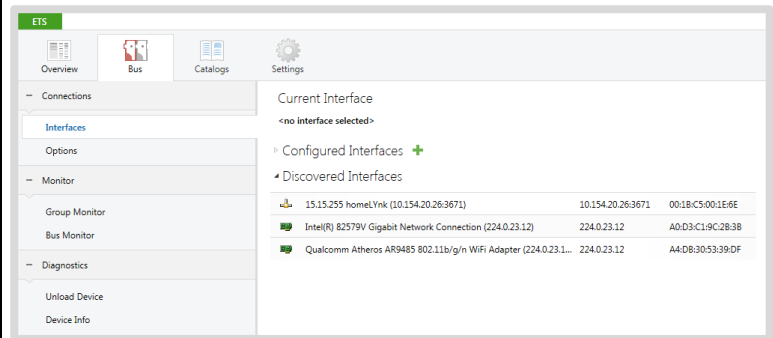 ETS
Overview Bus Catalogs Settings
Connections
Interfaces
Options
Monitor
Group Monitor
Bus Monitor
Diagnostics
Unload Device
Device Info
Current Interface
<no interface selected>
Configured Interfaces
Discovered Interfaces
15.15.255 homeLYnk (10.154.20.26:3671) 10.154.20.26:3671 00:1B:C5:00:1E:6E
Intel(R) 82579V Gigabit Network Connection (224.0.23.12) 224.0.23.12 A0:D3:C1:9C:2B:3B
Qualcomm Atheros AR9485 802.11b/g/n WiFi Adapter (224.0.23.1... 224.0.23.12 A4:DB:30:53:39:DF